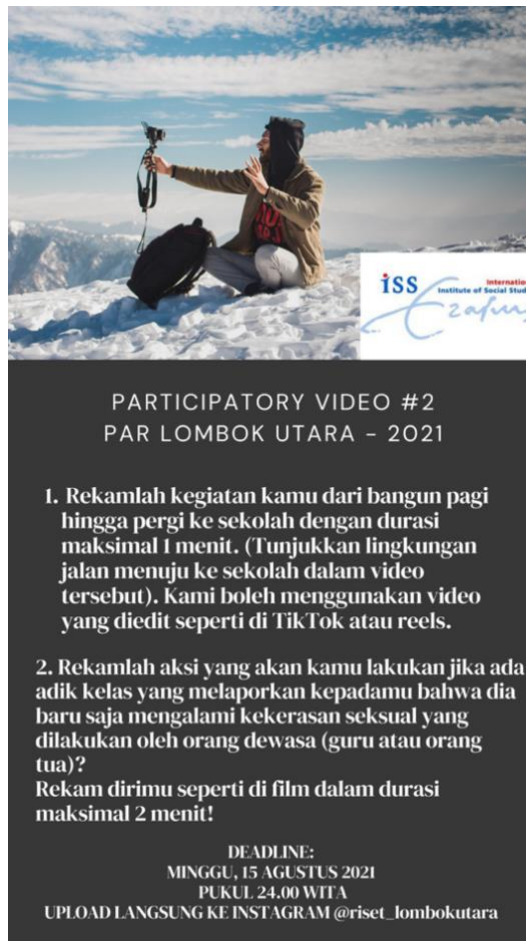 iss
Internatio
Institute of Social Stud
Erasmus
PARTICIPATORY VIDEO #2
PAR LOMBOK UTARA - 2021
1. Rekamlah kegiatan kamu dari bangun pagi
hingga pergi ke sekolah dengan durasi
maksimal 1 menit. (Tunjukkan lingkungan
jalan menuju ke sekolah dalam video
tersebut). Kami boleh menggunakan video
yang diedit seperti di TikTok atau reels.
2. Rekamlah aksi yang akan kamu lakukan jika ada
adik kelas yang melaporkan kepadamu bahwa dia
baru saja mengalami kekerasan seksual yang
dilakukan oleh orang dewasa (guru atau orang
tua)?
Rekam dirimu seperti di film dalam durasi
maksimal 2 menit!
DEADLINE:
MINGGU, 15 AGUSTUS 2021
PUKUL 24.00 WITA
UPLOAD LANGSUNG KE INSTAGRAM @riset_lombokutara